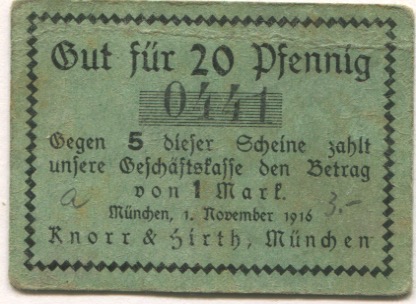 Gut für 20 Pfennig
0441
Gegen 5 dieser Scheine zahlt
unsere Geschäftskasse den Betrag
von 1 Mark.
a 3.-
München, 1. November 1916
Knorr & Hirth, München